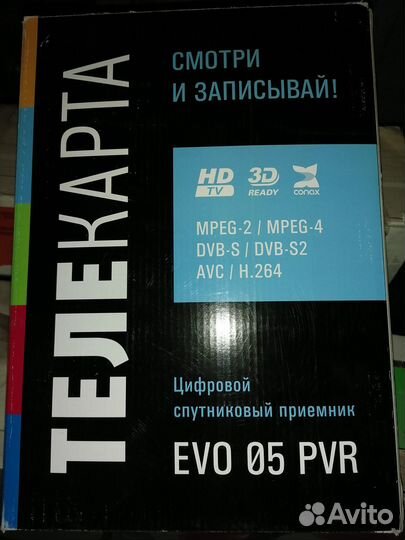 ТЕЛЕКАРТА
СМОТРИ
И ЗАПИСЫВАЙ!
HD
TV
3D
READY
conax
MPEG-2 / MPEG-4
DVB-S / DVB-S2
AVC / H.264
Цифровой
спутниковый приемник
EVO 05 PVR
Avito